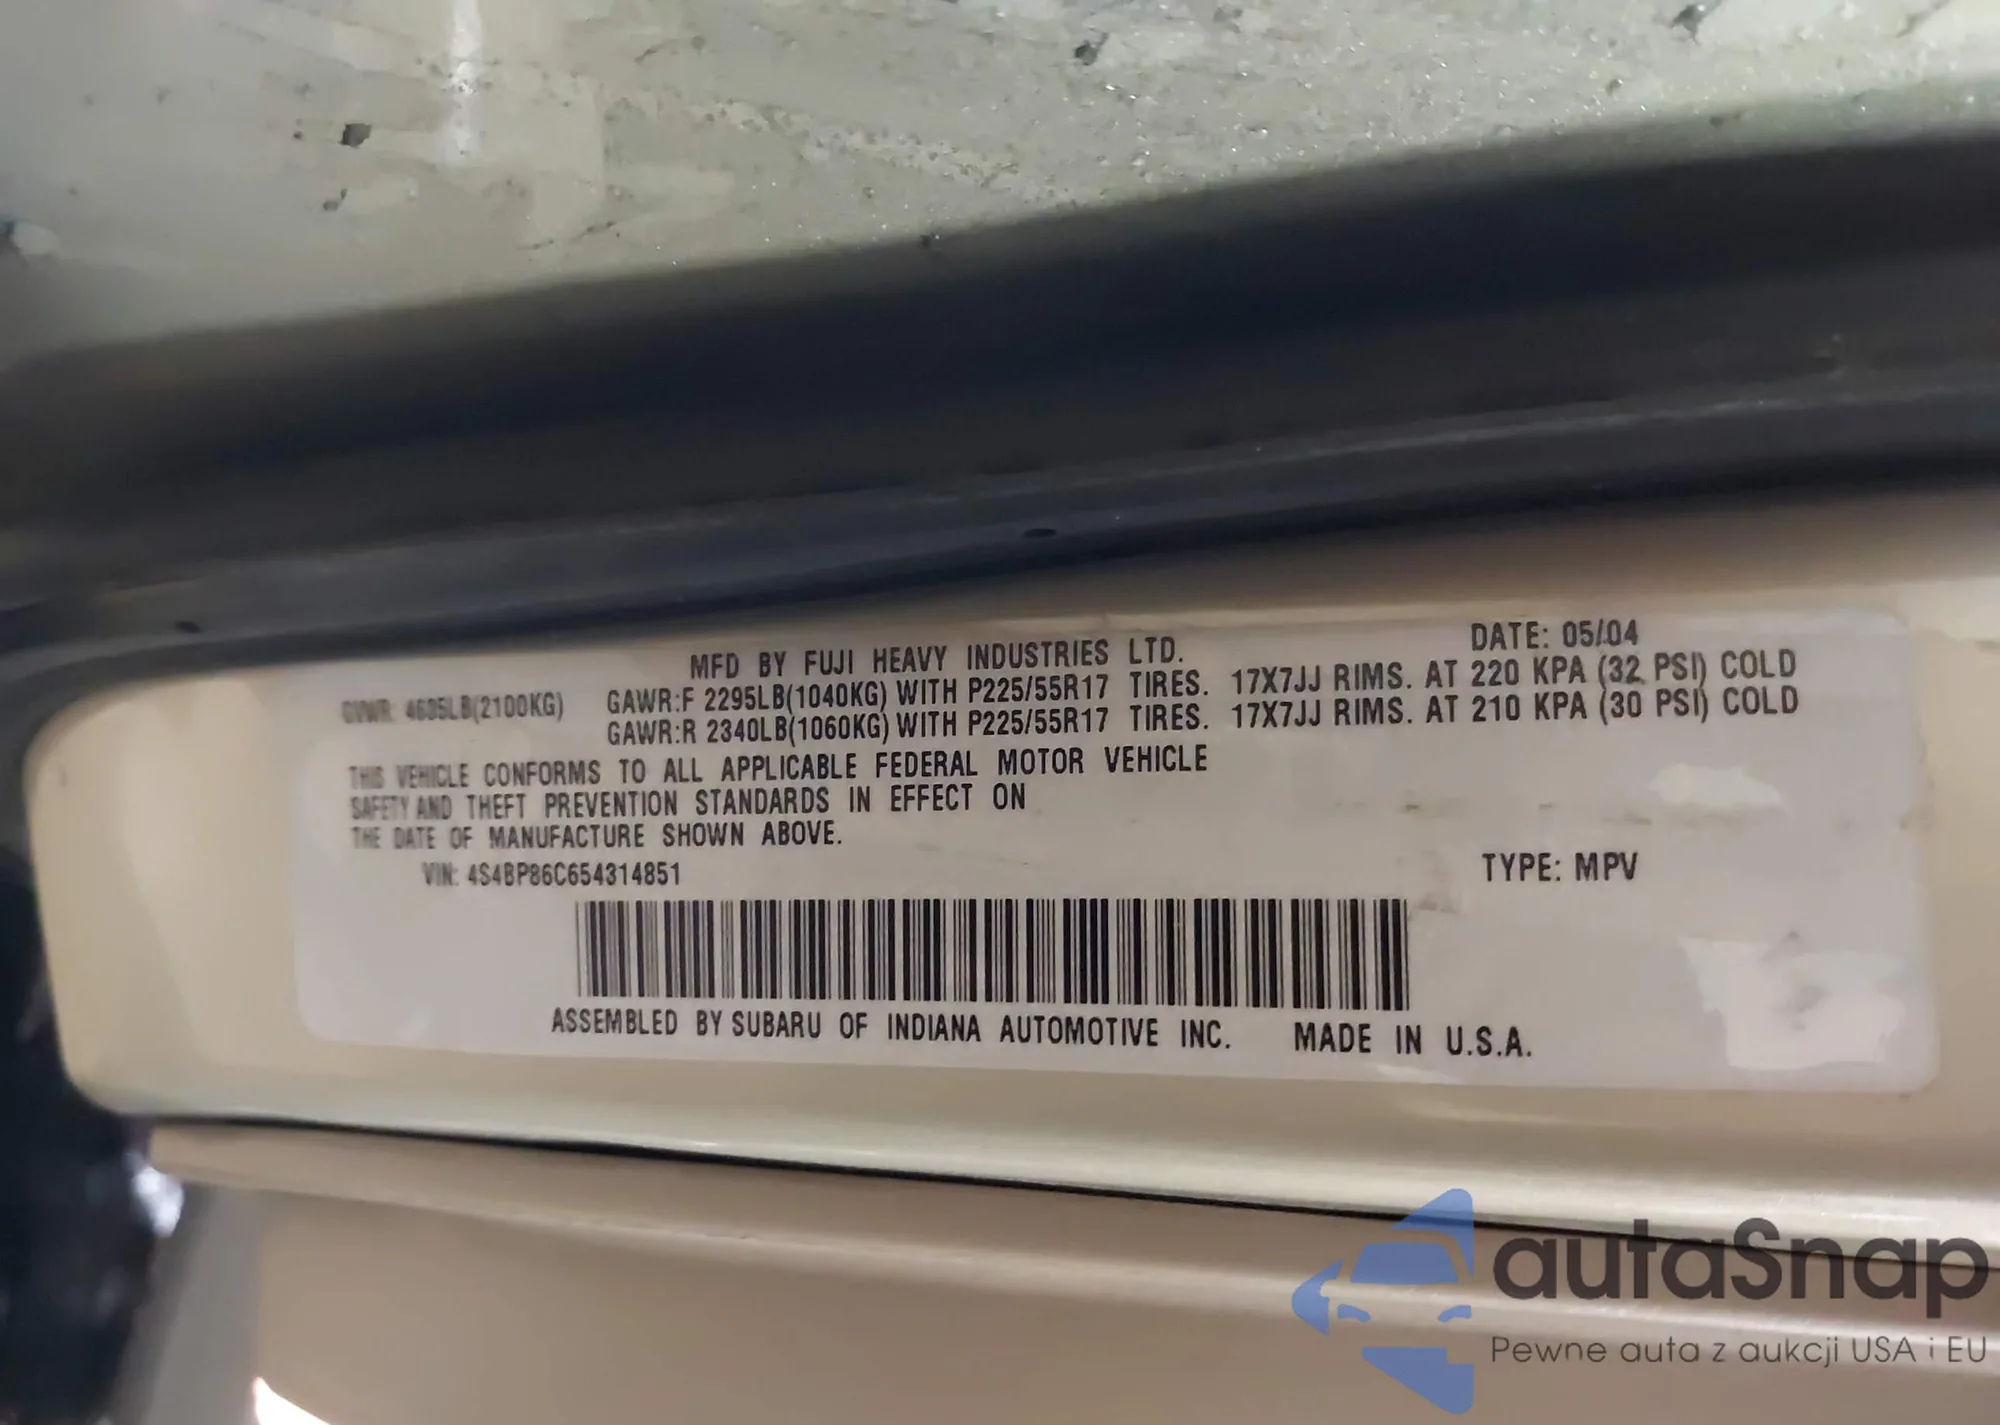 MFD BY FUJI HEAVY INDUSTRIES LTD. DATE: 05/04
GVWR: 4635LB(2100KG) GAWR:F 2295LB(1040KG) WITH P225/55R17 TIRES. 17X7JJ RIMS. AT 220 KPA (32 PSI) COLD
GAWR:R 2340LB(1060KG) WITH P225/55R17 TIRES. 17X7JJ RIMS. AT 210 KPA (30 PSI) COLD
THIS VEHICLE CONFORMS TO ALL APPLICABLE FEDERAL MOTOR VEHICLE
SAFETY AND THEFT PREVENTION STANDARDS IN EFFECT ON
THE DATE OF MANUFACTURE SHOWN ABOVE.
VIN: 4S4BP86C654314851 TYPE: MPV
ASSEMBLED BY SUBARU OF INDIANA AUTOMOTIVE INC. MADE IN U.S.A.
autaSnap
Pewne auta z aukcji USA i EU